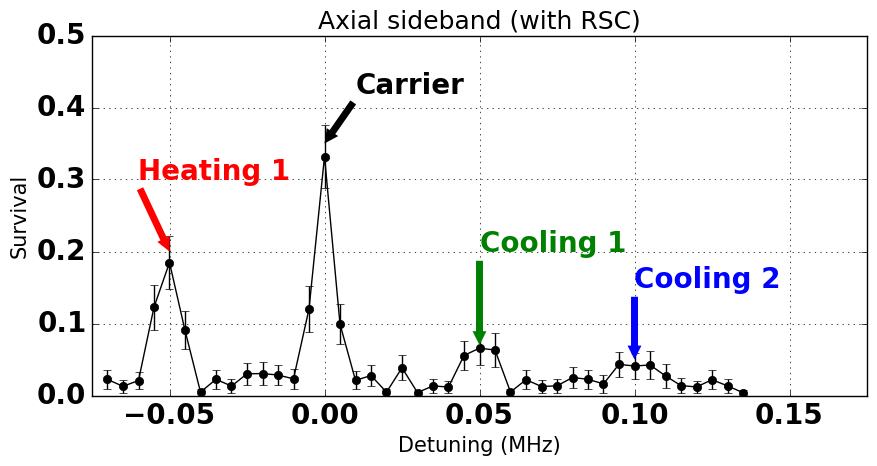 Axial sideband (with RSC)
0.5
0.4
0.3
0.2
0.1
0.0
Survival
Carrier
Heating 1
Cooling 1
Cooling 2
−0.05 0.00 0.05 0.10 0.15
Detuning (MHz)